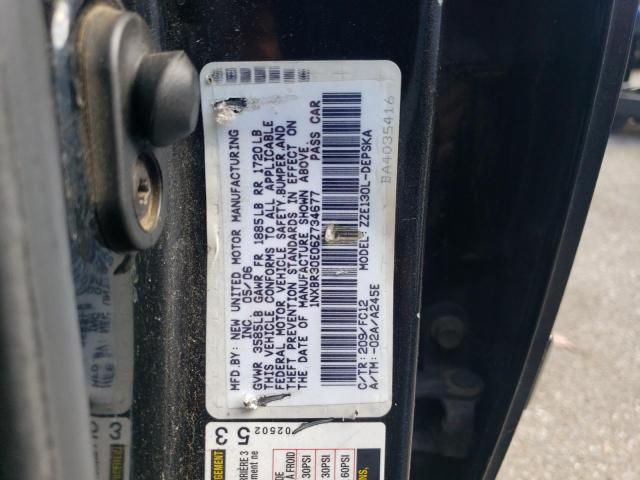 MFD.BY: NEW UNITED MOTOR MANUFACTURING
INC. 05/06
GVWR 3585LB GAWR FR 1885LB RR 1720LB
THIS VEHICLE CONFORMS TO ALL APPLICABLE
FEDERAL MOTOR VEHICLE SAFETY, BUMPER, AND
THEFT PREVENTION STANDARDS IN EFFECT ON
THE DATE OF MANUFACTURE SHOWN ABOVE.
1NXBR30E06Z734677 PASS CAR
C/TR: 209/FC12 MODEL: ZZE130L-DEPSKA
A/TM: -02A/A245E
BA4035416
02502
5
3
3
30PSI
30PSI
60PSI